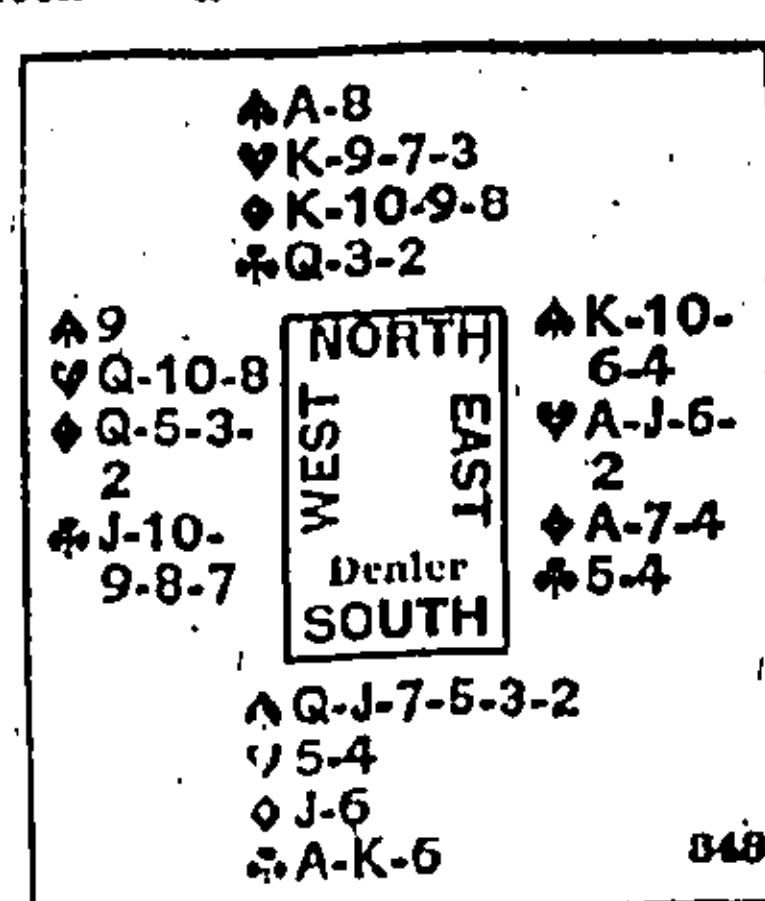 ♠ A-8
♥ K-9-7-3
♦ K-10-9-8
♣ Q-3-2
♠ 9
♥ Q-10-8
♦ Q-5-3-
2
♣ J-10-
9-8-7
NORTH
WEST
EAST
Dealer
SOUTH
♠ K-10-
6-4
♥ A-J-6-
2
♦ A-7-4
♣ 5-4
♠ Q-J-7-5-3-2
♥ 5-4
♦ J-6
♣ A-K-6